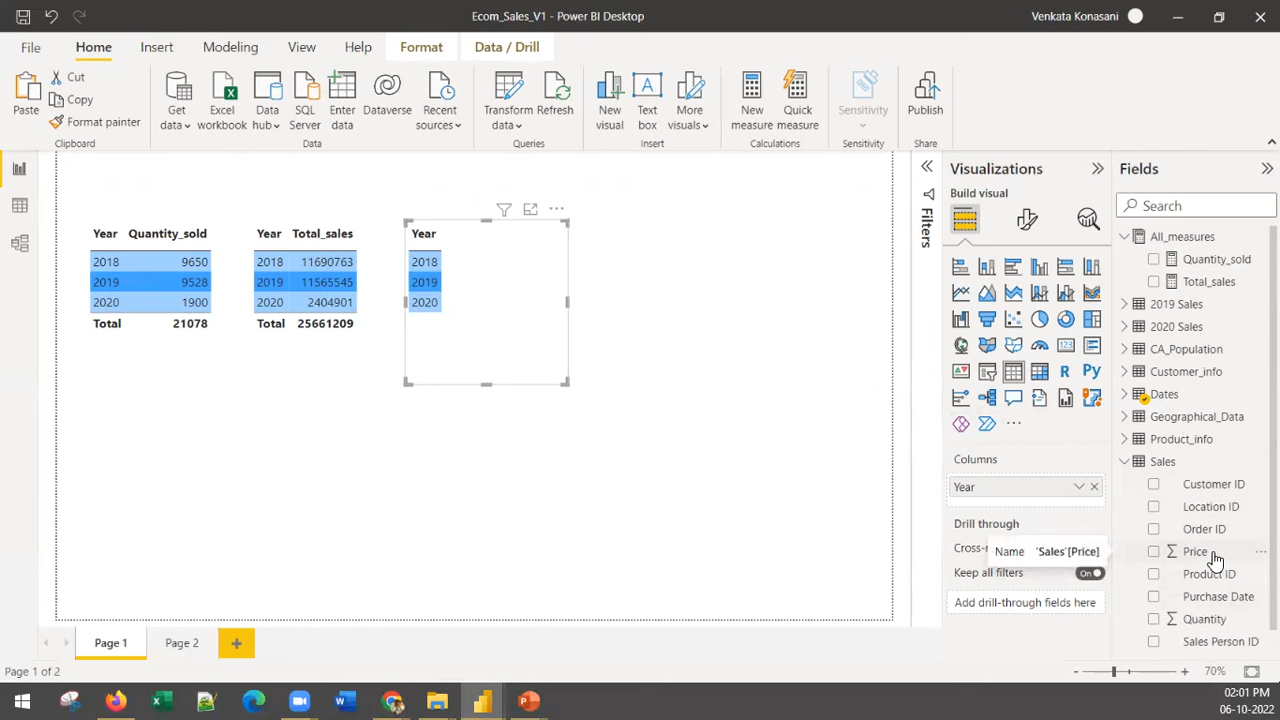 Ecom_Sales_V1 - Power BI Desktop
Venkata Konasani
File
Home
Insert
Modeling
View
Help
Format
Data / Drill
Paste
Cut
Copy
Format painter
Clipboard
Get data
Excel workbook
Data hub
SQL Server
Enter data
Dataverse
Recent sources
Data
Transform data
Refresh
Queries
New visual
Text box
More visuals
Insert
New measure
Quick measure
Calculations
Sensitivity
Sensitivity
Publish
Share
Year Quantity_sold
2018 9650
2019 9528
2020 1900
Total 21078
Year Total_sales
2018 11690763
2019 11565545
2020 2404901
Total 25661209
Year
2018
2019
2020
Filters
Visualizations
Build visual
R
Py
123
Columns
Year
Drill through
Cross-r
Name 'Sales'[Price]
Keep all filters
On
Add drill-through fields here
Fields
Search
All_measures
Quantity_sold
Total_sales
2019 Sales
2020 Sales
CA_Population
Customer_info
Dates
Geographical_Data
Product_info
Sales
Customer ID
Location ID
Order ID
Price
Product ID
Purchase Date
Quantity
Sales Person ID
Page 1
Page 2
Page 1 of 2
70%
02:01 PM
06-10-2022